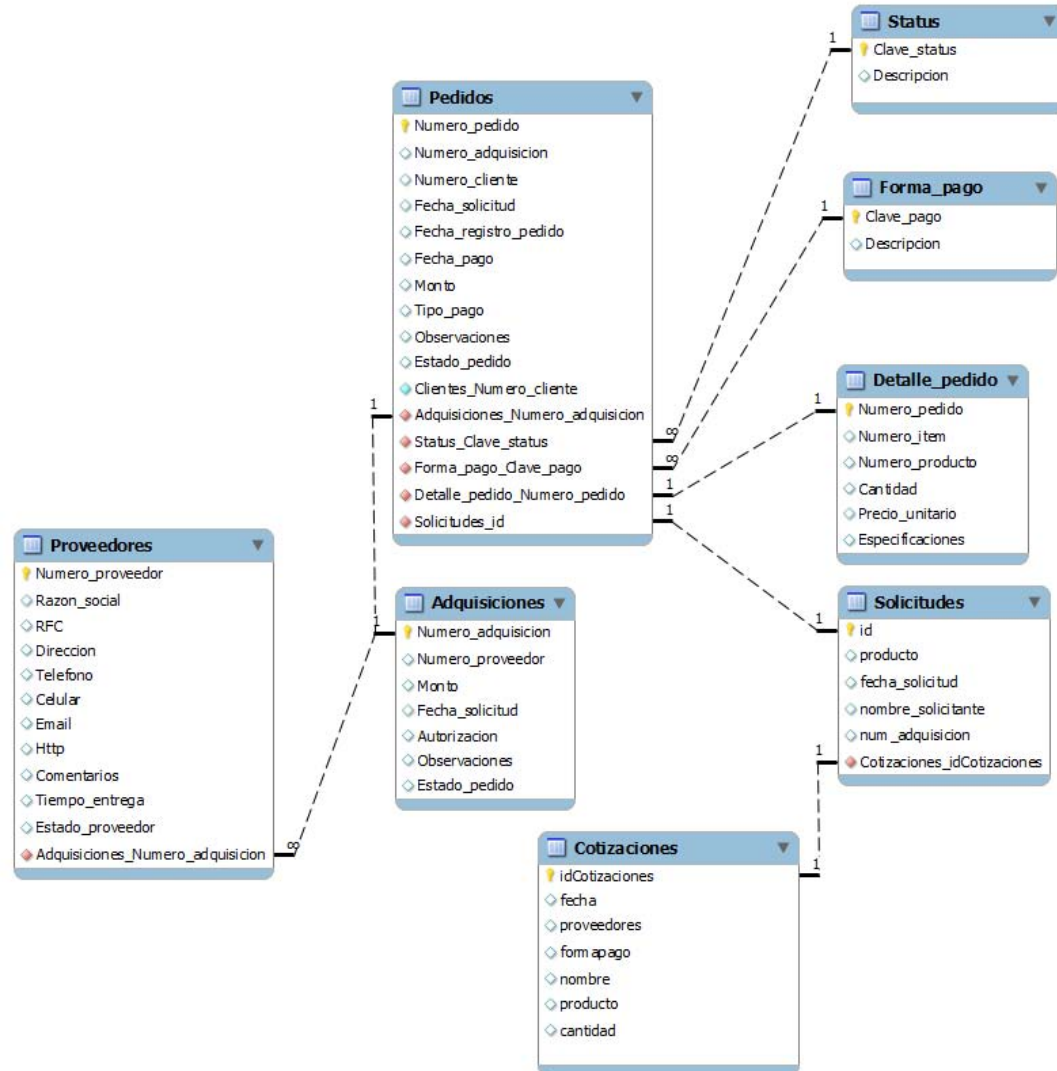 Pedidos
Numero_pedido
Numero_adquisicion
Numero_cliente
Fecha_solicitud
Fecha_registro_pedido
Fecha_pago
Monto
Tipo_pago
Observaciones
Estado_pedido
Clientes_Numero_cliente
Adquisiciones_Numero_adquisicion
Status_Clave_status
Forma_pago_Clave_pago
Detalle_pedido_Numero_pedido
Solicitudes_id
1
∞
∞
1
1
Status
1
Clave_status
Descripcion
Forma_pago
1
Clave_pago
Descripcion
Detalle_pedido
1
Numero_pedido
Numero_item
Numero_producto
Cantidad
Precio_unitario
Especificaciones
Proveedores
Numero_proveedor
Razon_social
RFC
Direccion
Telefono
Celular
Email
Http
Comentarios
Tiempo_entrega
Estado_proveedor
Adquisiciones_Numero_adquisicion
∞
Adquisiciones
1
Numero_adquisicion
Numero_proveedor
Monto
Fecha_solicitud
Autorizacion
Observaciones
Estado_pedido
Solicitudes
1
id
producto
fecha_solicitud
nombre_solicitante
num_adquisicion
Cotizaciones_idCotizaciones
1
Cotizaciones
1
idCotizaciones
fecha
proveedores
formapago
nombre
producto
cantidad